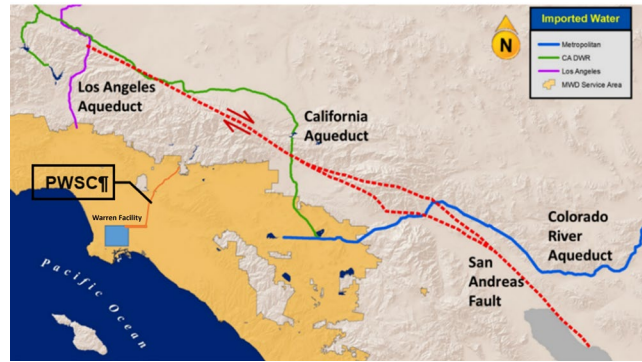 Imported Water
Metropolitan
CA DWR
Los Angeles
MWD Service Area
N
Los Angeles
Aqueduct
California
Aqueduct
PWSC¶
Warren Facility
Colorado
River
Aqueduct
San
Andreas
Fault
Pacific Ocean